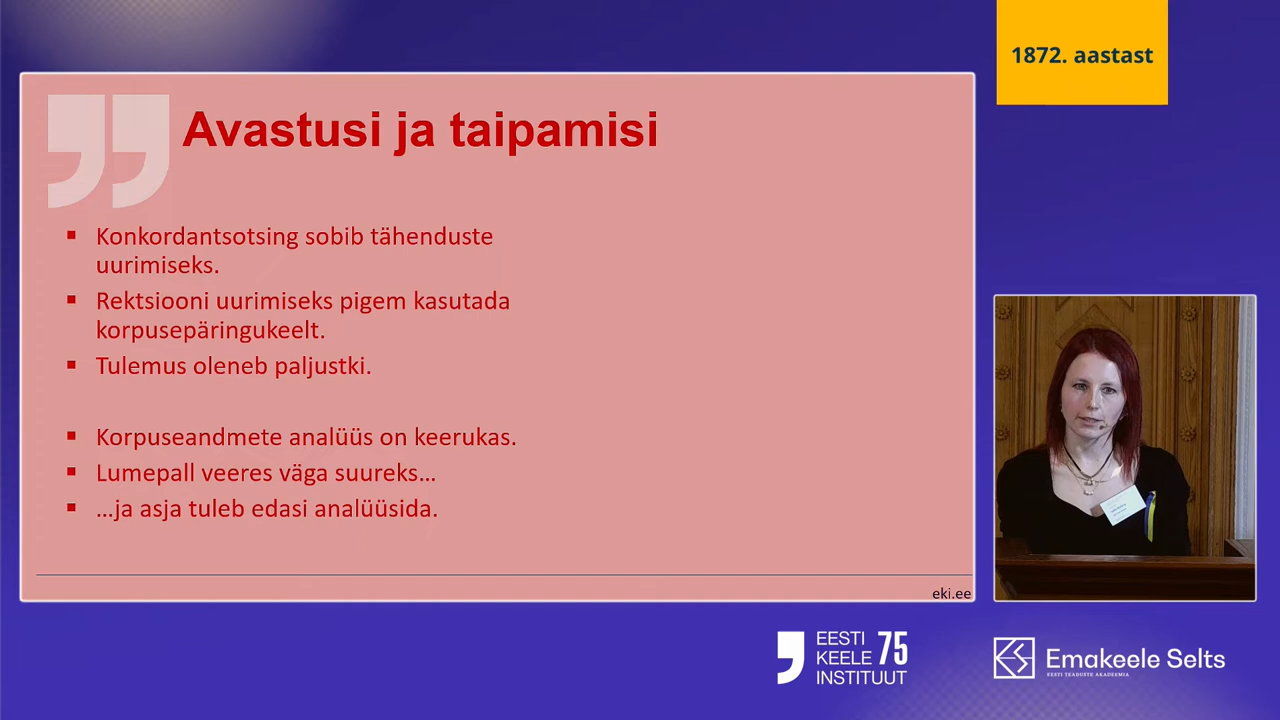 1872. aastast
Avastusi ja taipamisi
▪ Konkordantsotsing sobib tähenduste
uurimiseks.
▪ Rektsiooni uurimiseks pigem kasutada
korpusepäringukeelt.
▪ Tulemus oleneb paljustki.
▪ Korpuseandmete analüüs on keerukas.
▪ Lumepall veeres väga suureks…
▪ …ja asja tuleb edasi analüüsida.
eki.ee
EESTI
KEELE 75
INSTITUUT
Emakeele Selts
EESTI TEADUSTE AKADEEMIA